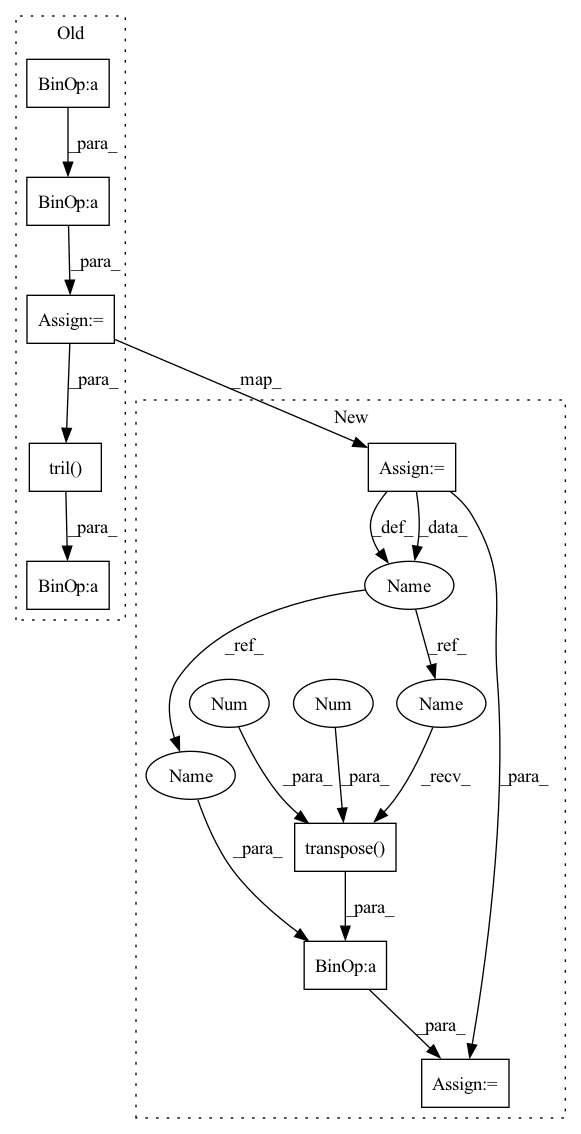 Old
BinOp:a
_para_
BinOp:a
_para_
Assign:=
_para_
_map_
New
tril()
Assign:=
_para_
_def_
_data_
BinOp:a
Name
_ref_
_ref_
Num
Num
Name
Name
_para_
_para_
_recv_
_para_
_para_
transpose()
_para_
BinOp:a
_para_
Assign:=